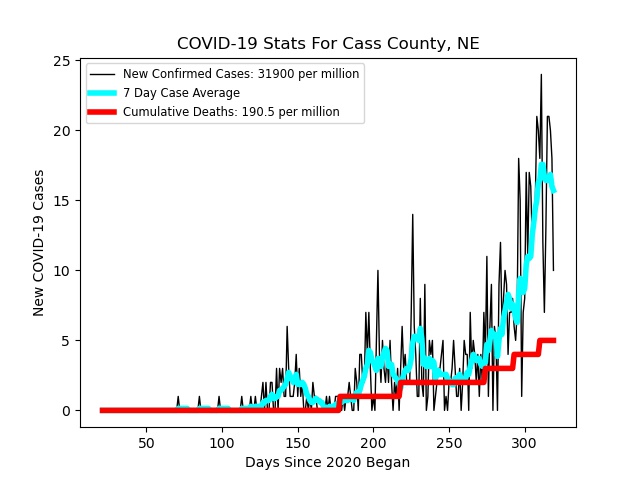 COVID-19 Stats For Cass County, NE
New Confirmed Cases: 31900 per million
7 Day Case Average
Cumulative Deaths: 190.5 per million
New COVID-19 Cases
25
20
15
10
5
0
50 100 150 200 250 300
Days Since 2020 Began